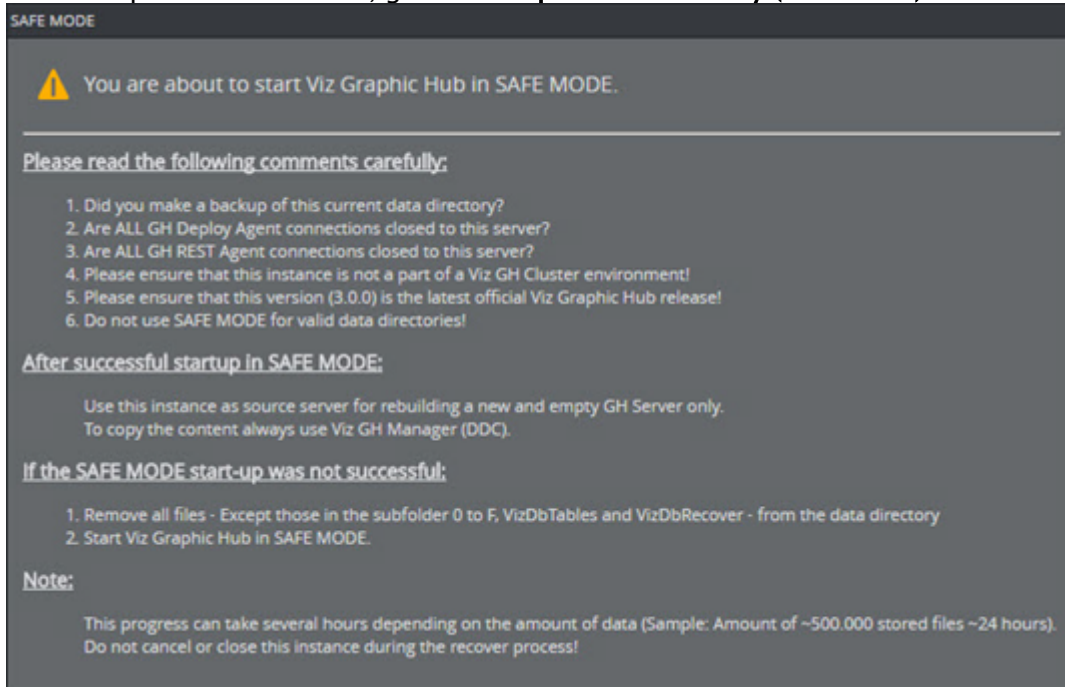 SAFE MODE
You are about to start Viz Graphic Hub in SAFE MODE.
Please read the following comments carefully:
1. Did you make a backup of this current data directory?
2. Are ALL GH Deploy Agent connections closed to this server?
3. Are ALL GH REST Agent connections closed to this server?
4. Please ensure that this instance is not a part of a Viz GH Cluster environment!
5. Please ensure that this version (3.0.0) is the latest official Viz Graphic Hub release!
6. Do not use SAFE MODE for valid data directories!
After successful startup in SAFE MODE:
Use this instance as source server for rebuilding a new and empty GH Server only.
To copy the content always use Viz GH Manager (DDC).
If the SAFE MODE start-up was not successful:
1. Remove all files - Except those in the subfolder 0 to F, VizDbTables and VizDbRecover - from the data directory
2. Start Viz Graphic Hub in SAFE MODE.
Note:
This progress can take several hours depending on the amount of data (Sample: Amount of ~500.000 stored files ~24 hours).
Do not cancel or close this instance during the recover process!